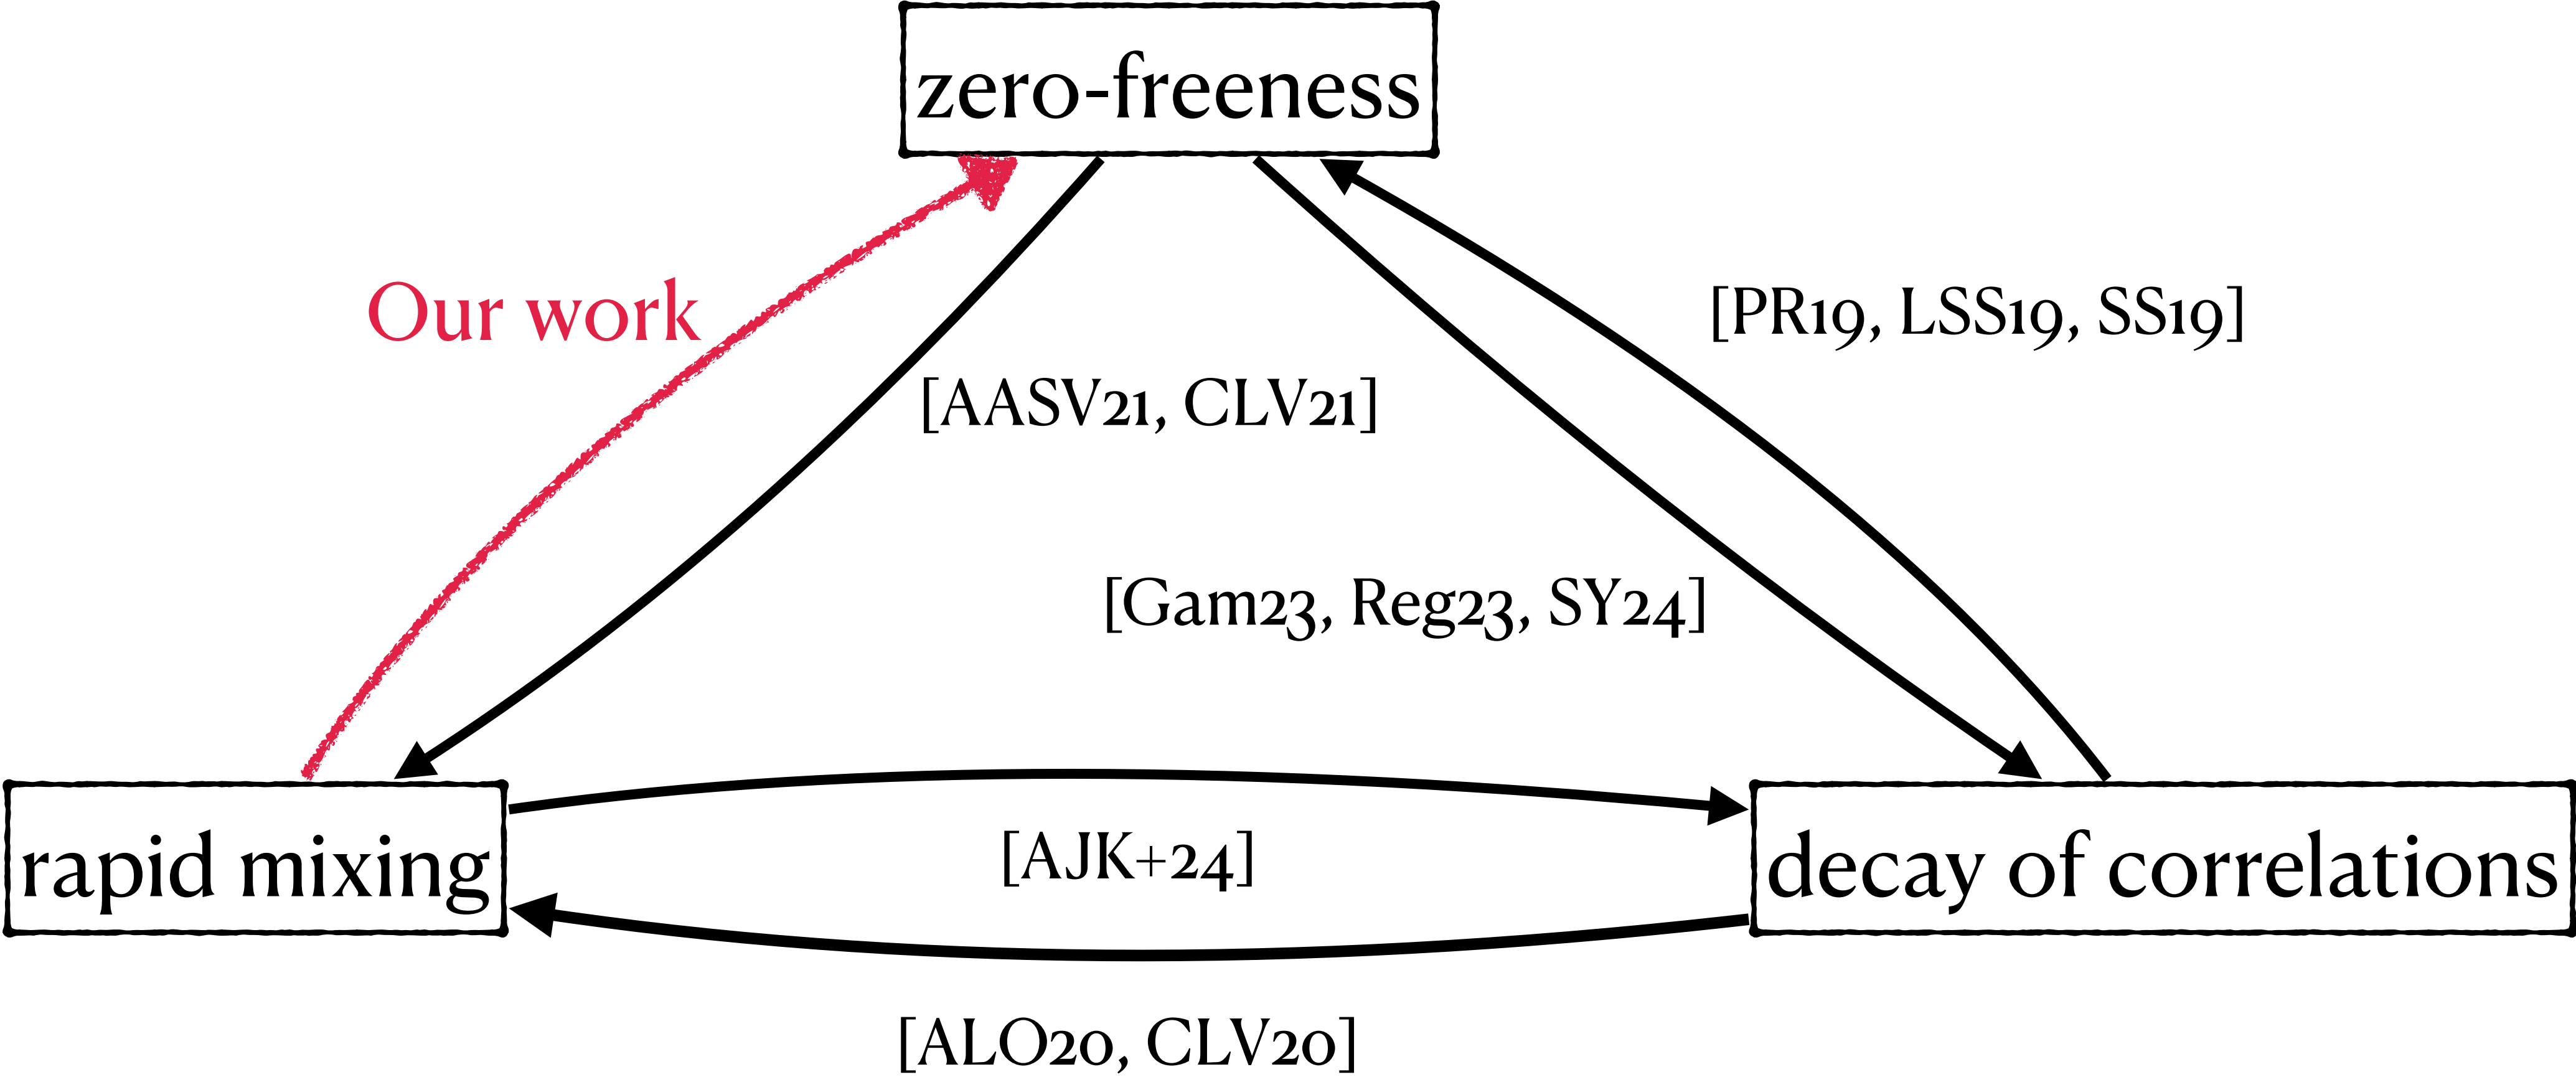 zero-freeness
Our work
[PR19, LSS19, SS19]
[AASV21, CLV21]
[Gam23, Reg23, SY24]
rapid mixing
[AJK+24]
decay of correlations
[ALO20, CLV20]